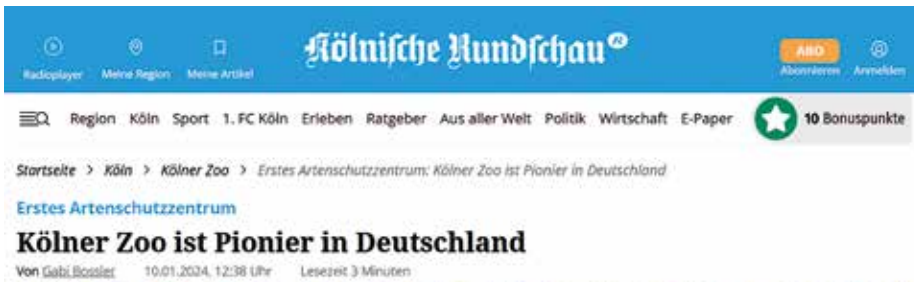 Kölnische Rundschau
ABO
Radioplayer Meine Region Meine Artikel Abonnieren Anmelden
Region Köln Sport 1. FC Köln Erleben Ratgeber Aus aller Welt Politik Wirtschaft E-Paper 10 Bonuspunkte
Startseite > Köln > Kölner Zoo > Erstes Artenschutzzentrum: Kölner Zoo ist Pionier in Deutschland
Erstes Artenschutzzentrum
Kölner Zoo ist Pionier in Deutschland
Von Gabi Bossler 10.01.2024, 12:38 Uhr Lesezeit 3 Minuten